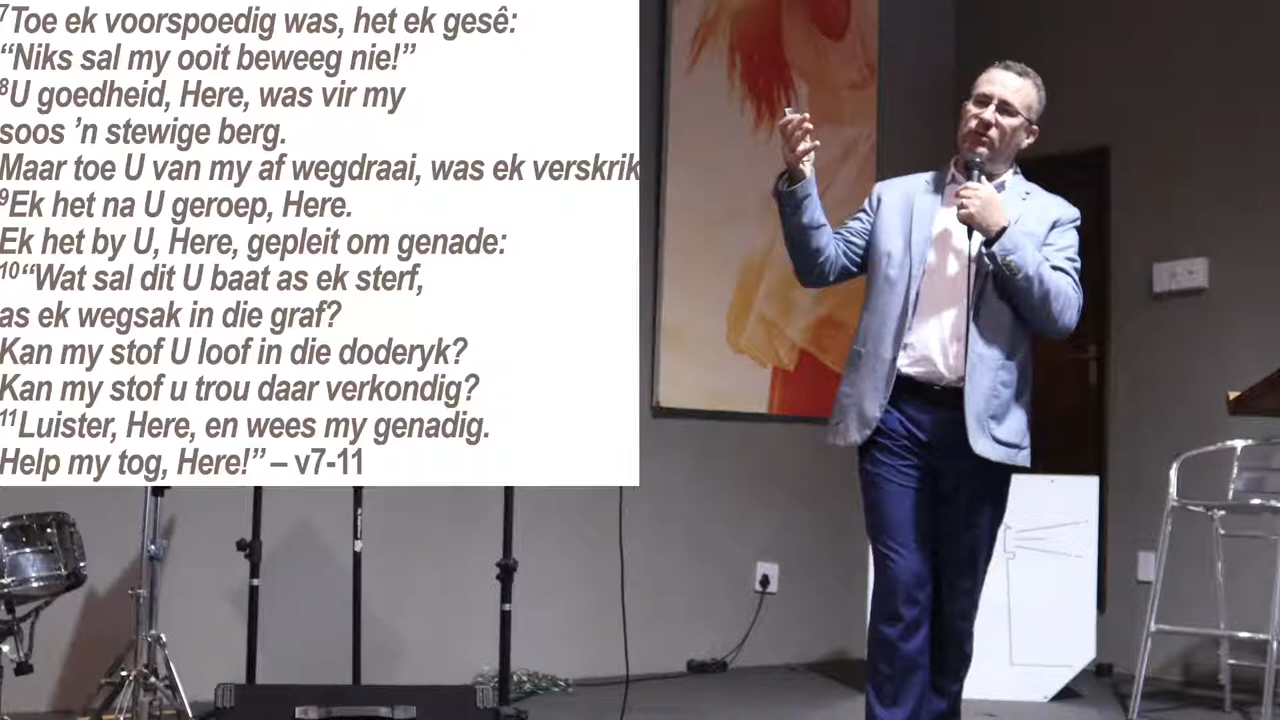 ⁷Toe ek voorspoedig was, het ek gesê:
“Niks sal my ooit beweeg nie!”
⁸U goedheid, Here, was vir my
soos ’n stewige berg.
Maar toe U van my af wegdraai, was ek verskrik
⁹Ek het na U geroep, Here.
Ek het by U, Here, gepleit om genade:
¹⁰“Wat sal dit U baat as ek sterf,
as ek wegsak in die graf?
Kan my stof U loof in die doderyk?
Kan my stof u trou daar verkondig?
¹¹Luister, Here, en wees my genadig.
Help my tog, Here!” – v7-11